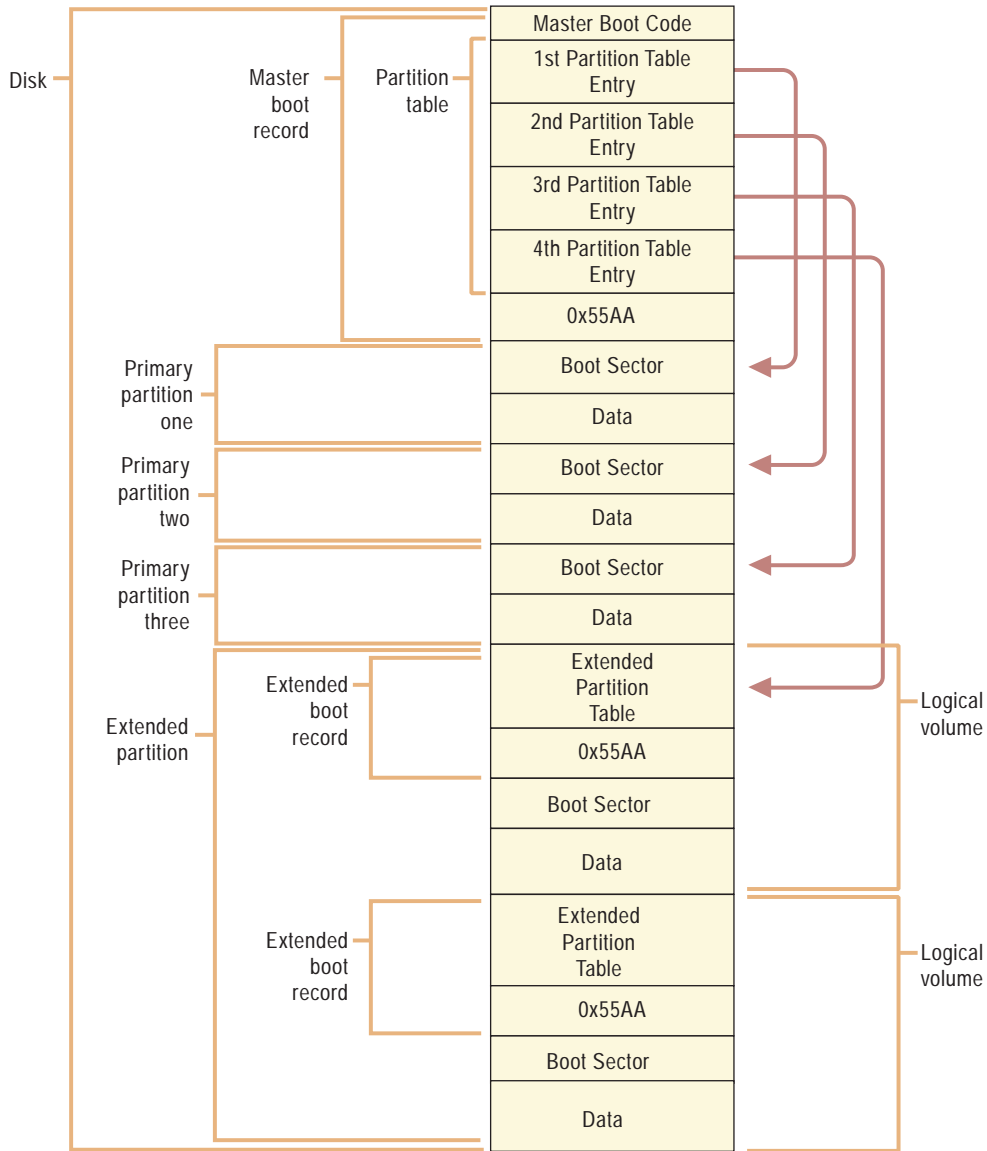 Disk
Master
boot
record
Partition
table
Master Boot Code
1st Partition Table
Entry
2nd Partition Table
Entry
3rd Partition Table
Entry
4th Partition Table
Entry
0x55AA
Primary
partition
one
Boot Sector
Data
Primary
partition
two
Boot Sector
Data
Primary
partition
three
Boot Sector
Data
Extended
partition
Extended
boot
record
Extended
Partition
Table
0x55AA
Boot Sector
Data
Logical
volume
Extended
boot
record
Extended
Partition
Table
0x55AA
Boot Sector
Data
Logical
volume